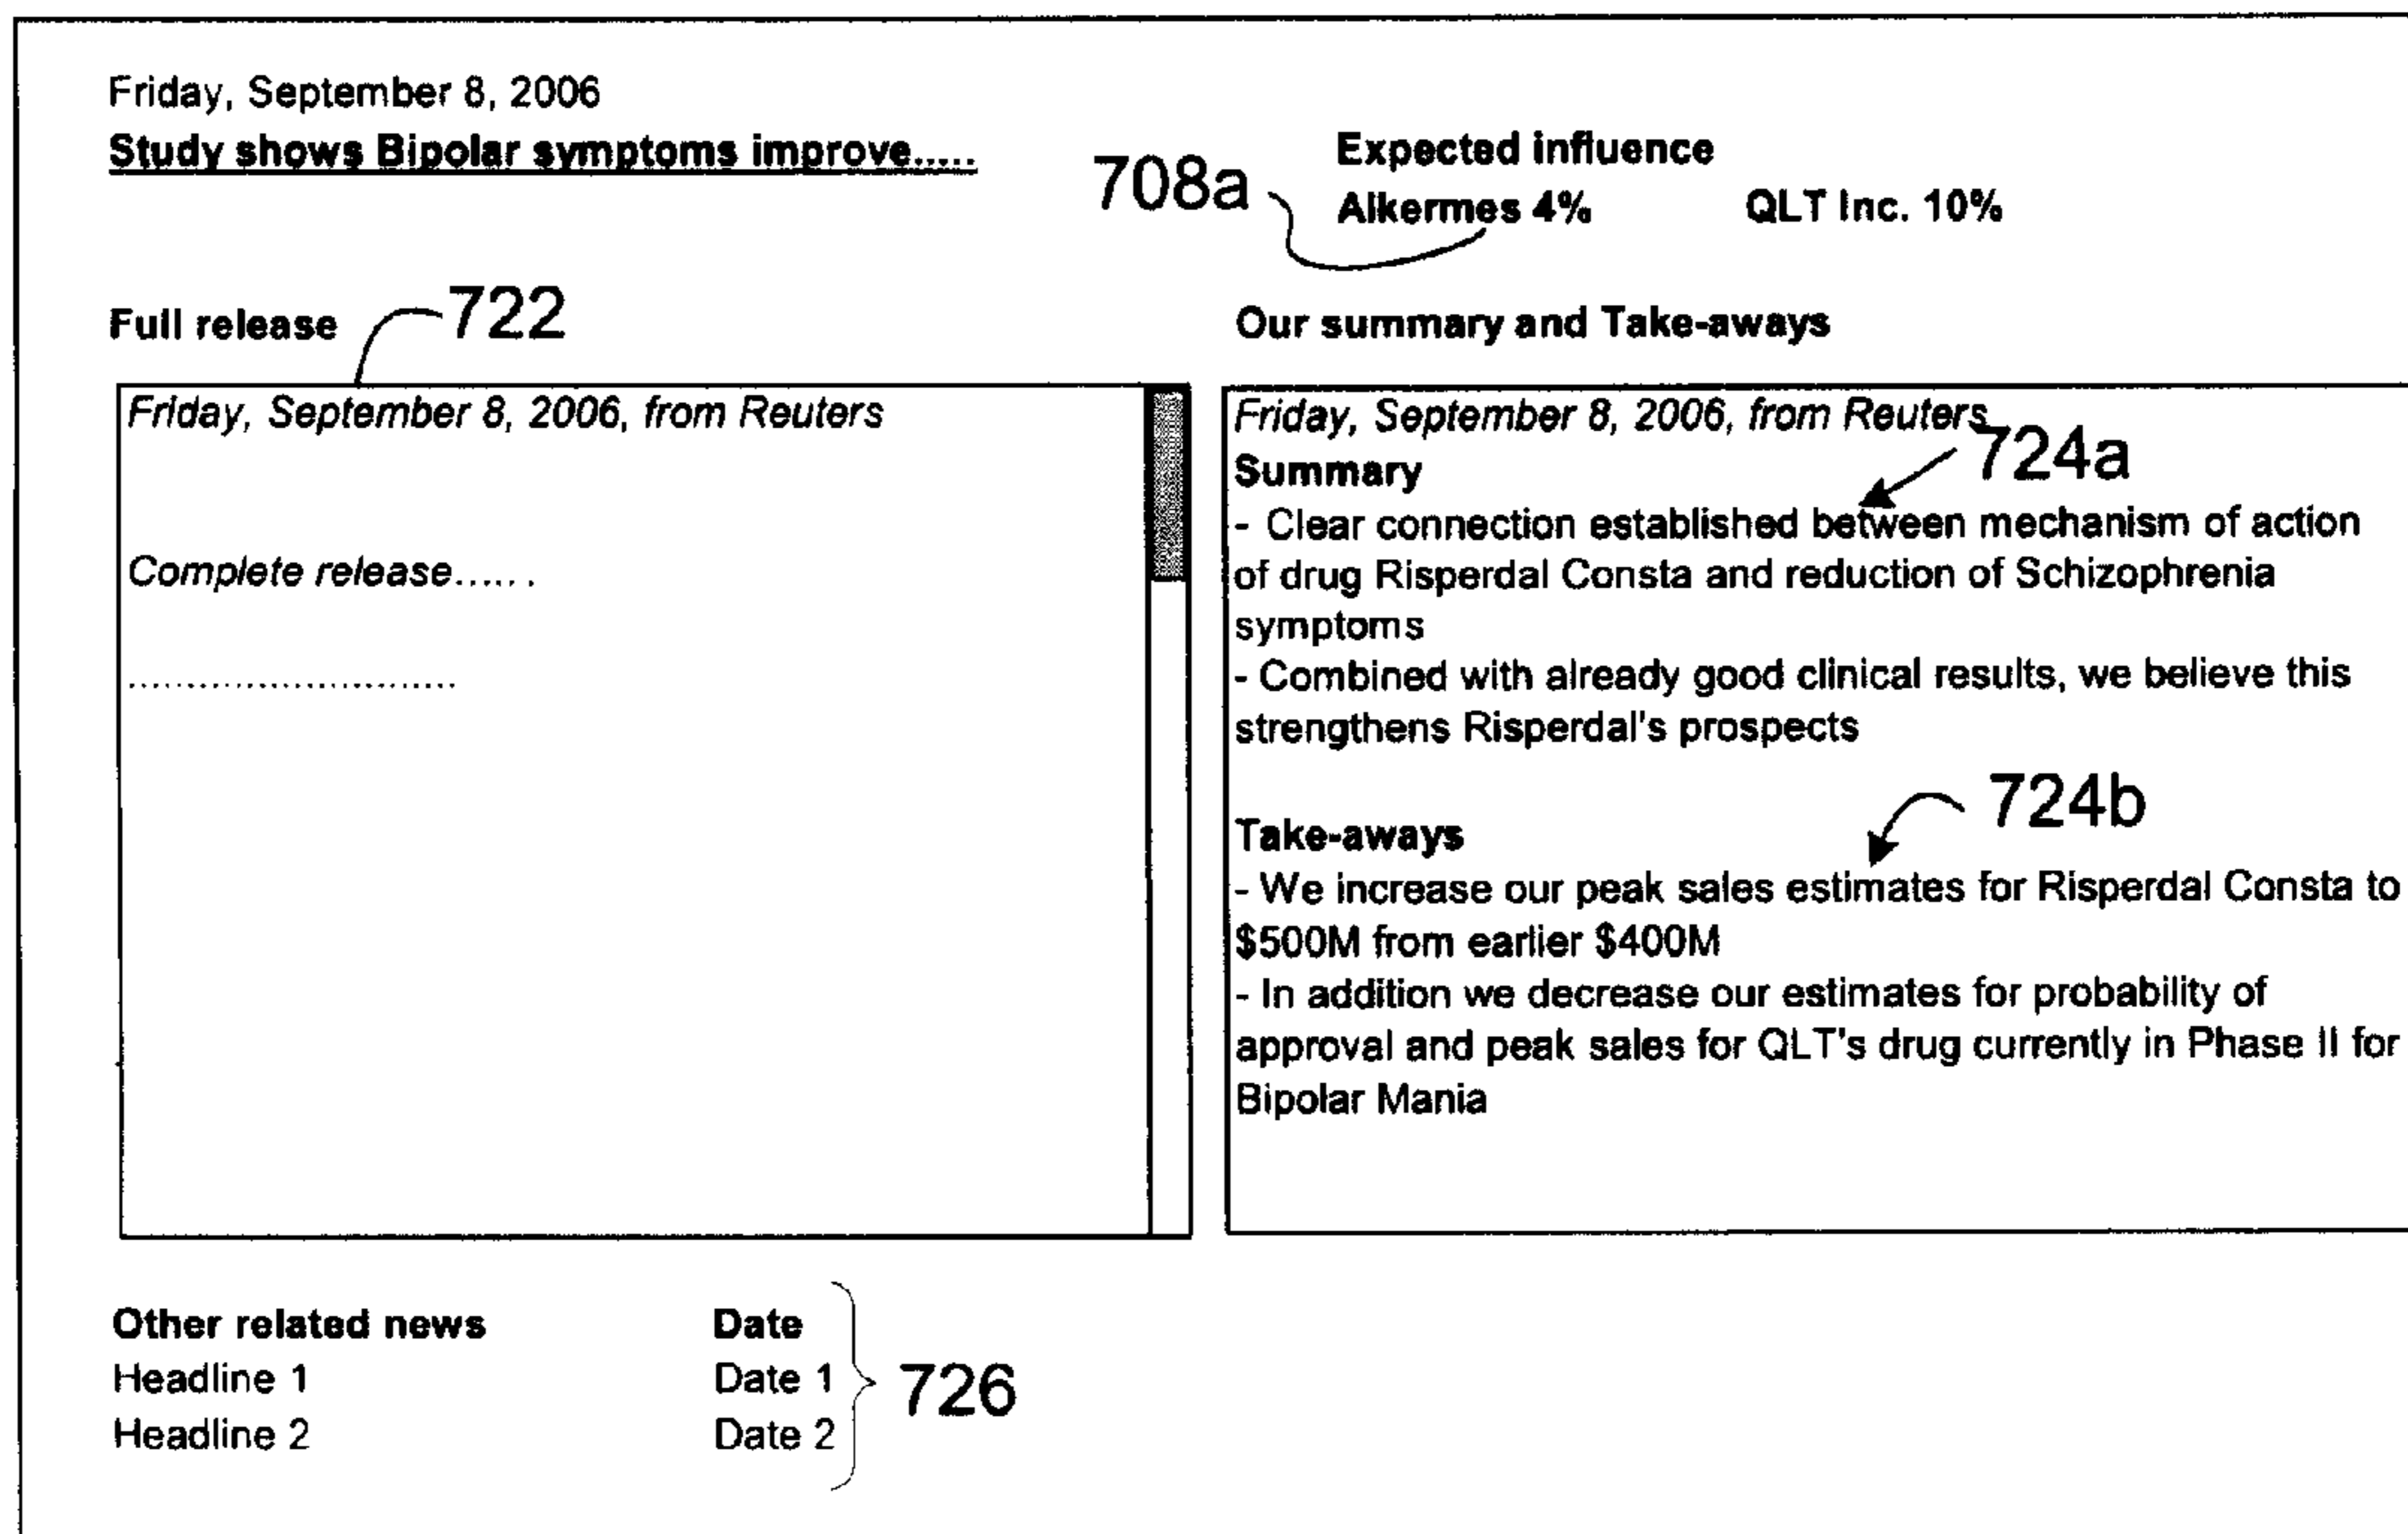 Friday, September 8, 2006
Study shows Bipolar symptoms improve.....
708a
Expected influence
Alkermes 4% QLT Inc. 10%
Full release
722
Friday, September 8, 2006, from Reuters
Complete release......
............................
Our summary and Take-aways
Friday, September 8, 2006, from Reuters
724a
Summary
- Clear connection established between mechanism of action
of drug Risperdal Consta and reduction of Schizophrenia
symptoms
- Combined with already good clinical results, we believe this
strengthens Risperdal's prospects
724b
Take-aways
- We increase our peak sales estimates for Risperdal Consta to
$500M from earlier $400M
- In addition we decrease our estimates for probability of
approval and peak sales for QLT's drug currently in Phase II for
Bipolar Mania
Other related news Date
Headline 1 Date 1
Headline 2 Date 2
726